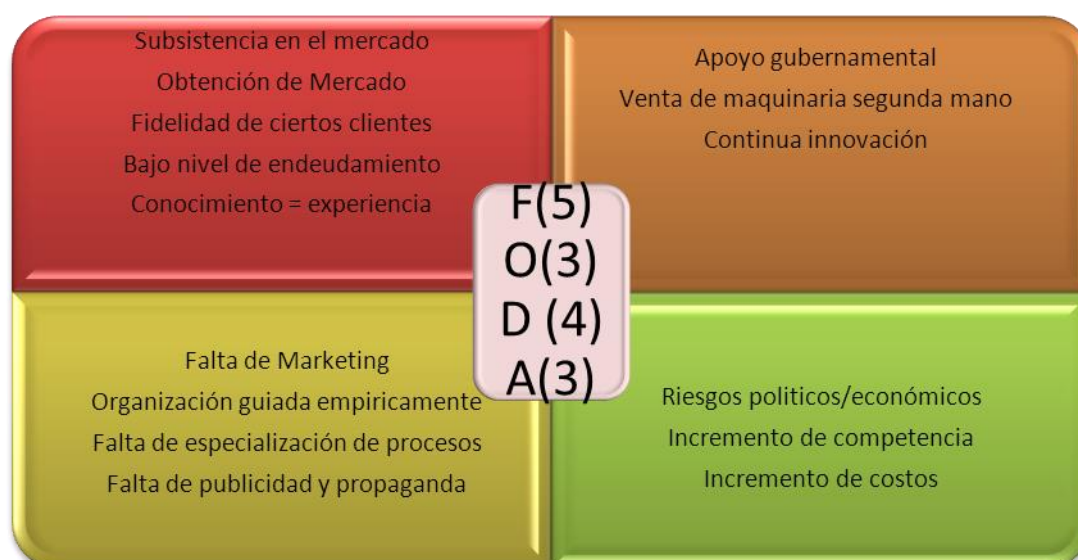 Subsistencia en el mercado
Obtención de Mercado
Fidelidad de ciertos clientes
Bajo nivel de endeudamiento
Conocimiento = experiencia
Apoyo gubernamental
Venta de maquinaria segunda mano
Continua innovación
F(5)
O(3)
D (4)
A(3)
Falta de Marketing
Organización guiada empiricamente
Falta de especialización de procesos
Falta de publicidad y propaganda
Riesgos politicos/económicos
Incremento de competencia
Incremento de costos